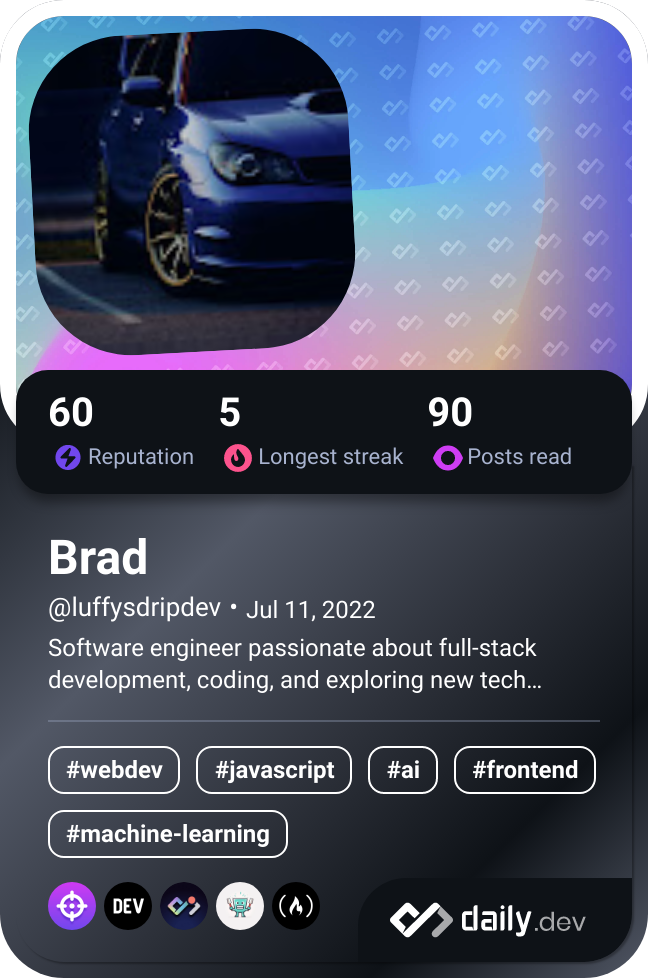 60 5 90
Reputation Longest streak Posts read
Brad
@luffysdripdev • Jul 11, 2022
Software engineer passionate about full-stack
development, coding, and exploring new tech…
#webdev #javascript #ai #frontend
#machine-learning
DEV
daily.dev